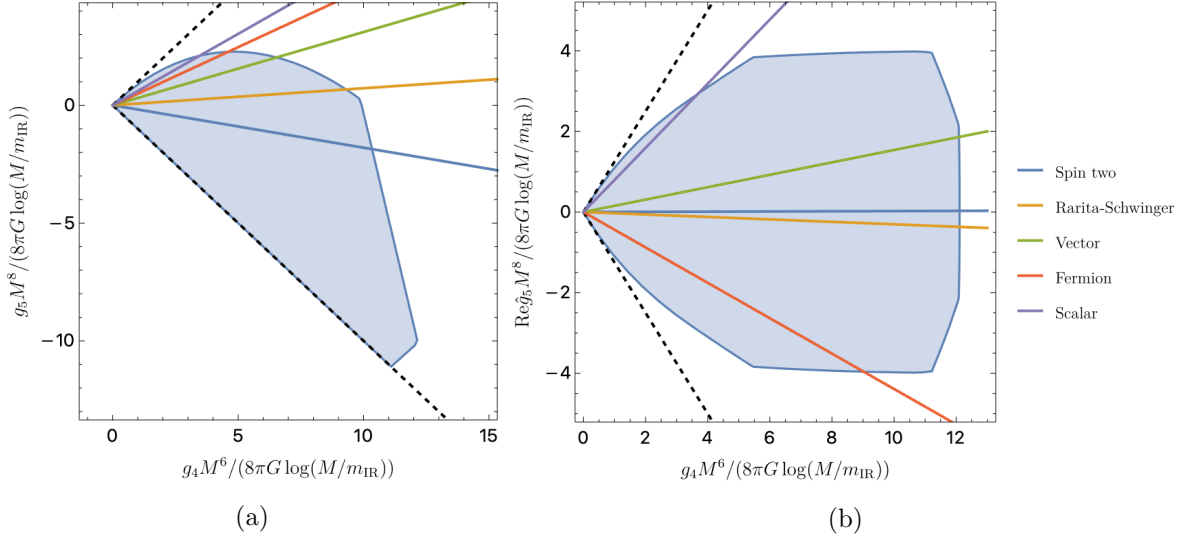 g₅M⁸/(8πG log(M/m_IR))
0
−5
−10
0 5 10 15
g₄M⁶/(8πG log(M/m_IR))
(a)
Reĝ₅M⁸/(8πG log(M/m_IR))
4
2
0
−2
−4
0 2 4 6 8 10 12
g₄M⁶/(8πG log(M/m_IR))
(b)
Spin two
Rarita-Schwinger
Vector
Fermion
Scalar